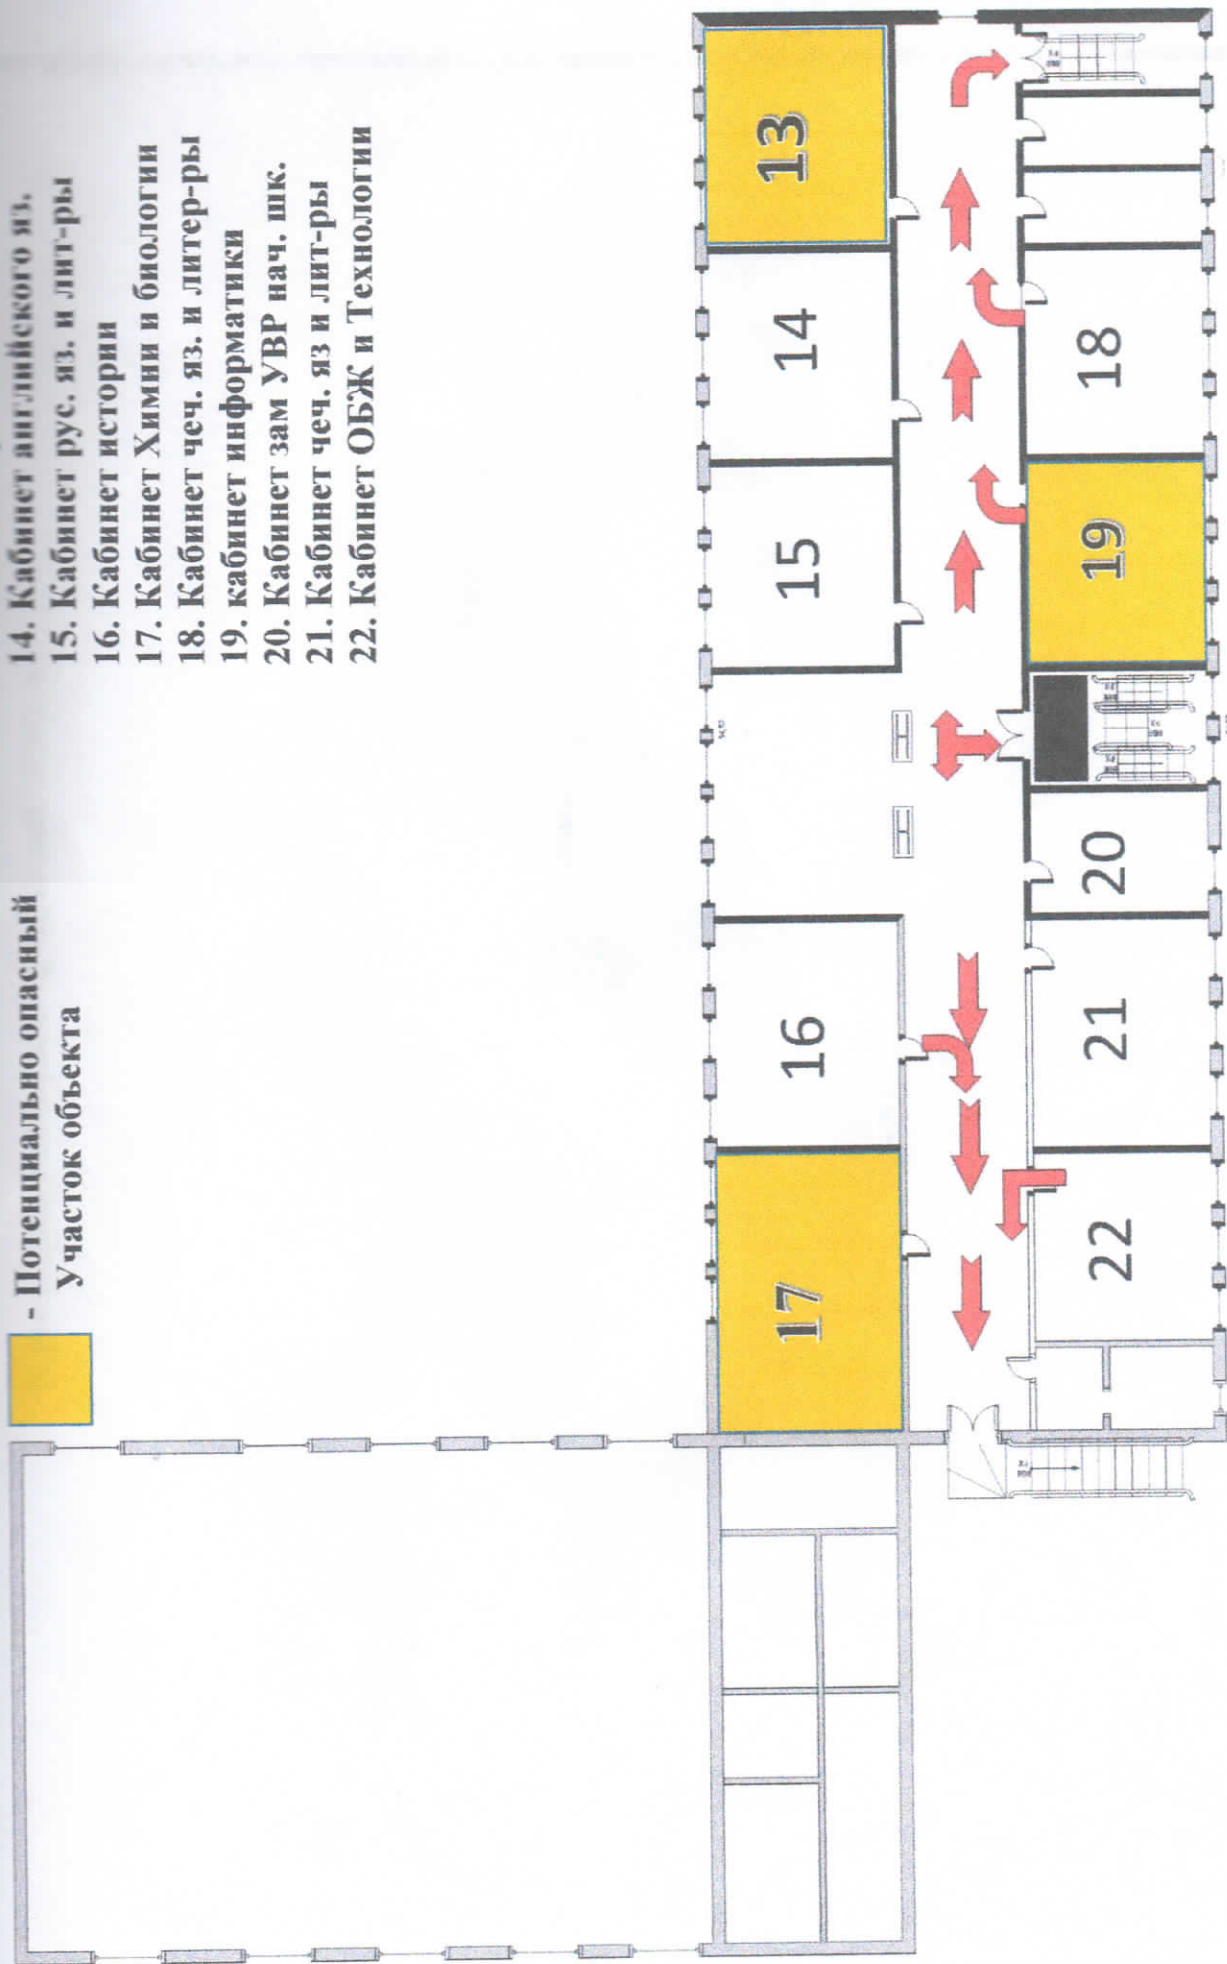 - Потенциально опасный
Участок объекта
14. Кабинет английского яз.
15. Кабинет рус. яз. и лит-ры
16. Кабинет истории
17. Кабинет Химии и биологии
18. Кабинет чеч. яз. и литер-ры
19. кабинет информатики
20. Кабинет зам УВР нач. шк.
21. Кабинет чеч. яз и лит-ры
22. Кабинет ОБЖ и Технологии
17
16
15
14
13
22
21
20
19
18